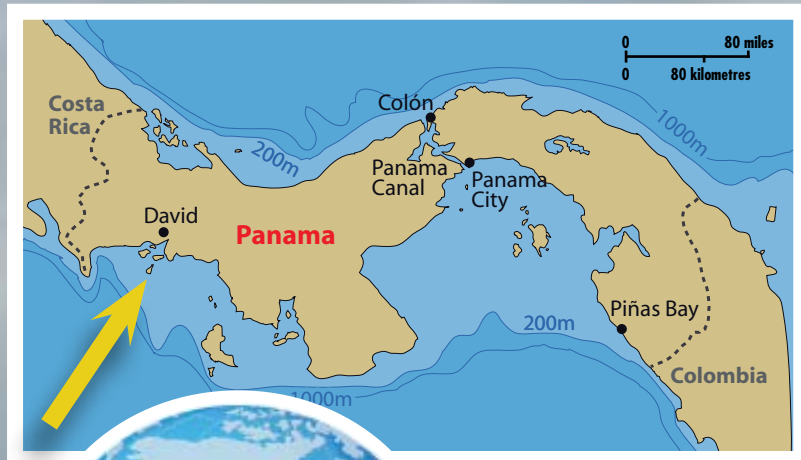 0 80 miles
0 80 kilometres
Costa
Rica
Colón
1000m
200m
Panama
Canal
Panama
City
David
Panama
Piñas Bay
200m
Colombia
1000m